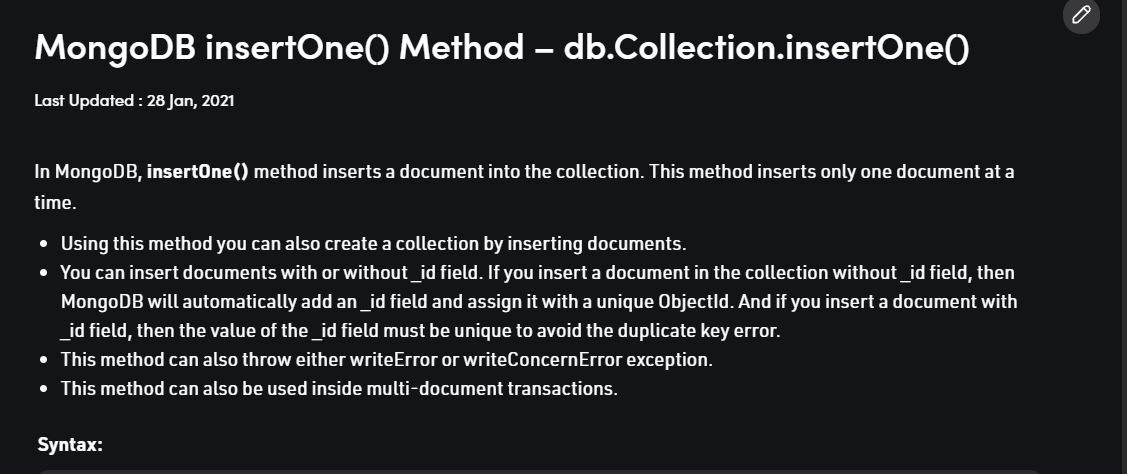 MongoDB insertOne() Method – db.Collection.insertOne()
Last Updated : 28 Jan, 2021
In MongoDB, insertOne() method inserts a document into the collection. This method inserts only one document at a
time.
• Using this method you can also create a collection by inserting documents.
• You can insert documents with or without _id field. If you insert a document in the collection without _id field, then
MongoDB will automatically add an _id field and assign it with a unique ObjectId. And if you insert a document with
_id field, then the value of the _id field must be unique to avoid the duplicate key error.
• This method can also throw either writeError or writeConcernError exception.
• This method can also be used inside multi-document transactions.
Syntax: